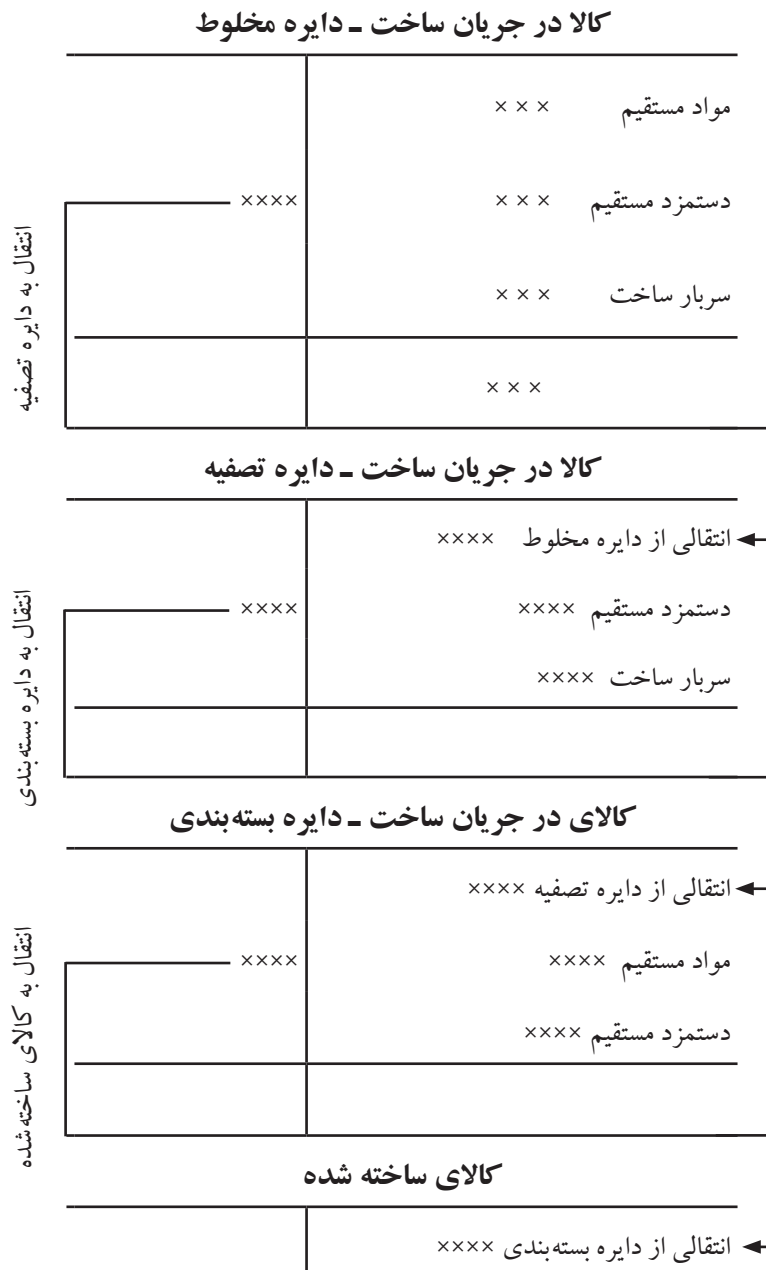 کالا در جریان ساخت ـ دایره مخلوط
مواد مستقیم × × ×
دستمزد مستقیم × × × ××××
سربار ساخت × × ×
× × ×
انتقال به دایره تصفیه
کالا در جریان ساخت ـ دایره تصفیه
انتقالی از دایره مخلوط ××××
دستمزد مستقیم ×××× ××××
سربار ساخت ××××
انتقال به دایره بسته‌بندی
کالای در جریان ساخت ـ دایره بسته‌بندی
انتقالی از دایره تصفیه ××××
مواد مستقیم ×××× ××××
دستمزد مستقیم ××××
انتقال به کالای ساخته‌شده
کالای ساخته شده
انتقالی از دایره بسته‌بندی ××××